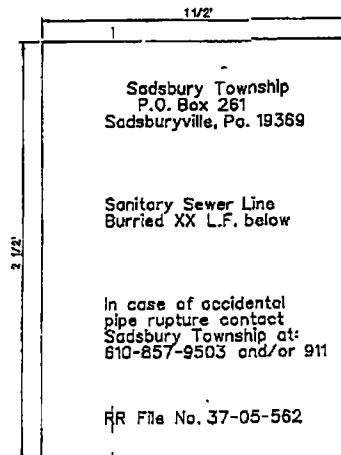 1 1/2'
Sadsbury Township
P.O. Box 261
Sadsburyville, Pa. 19369
2 1/2'
Sanitary Sewer Line
Burried XX L.F. below
In case of accidental
pipe rupture contact
Sadsbury Township at:
610-857-9503 and/or 911
RR File No. 37-05-562